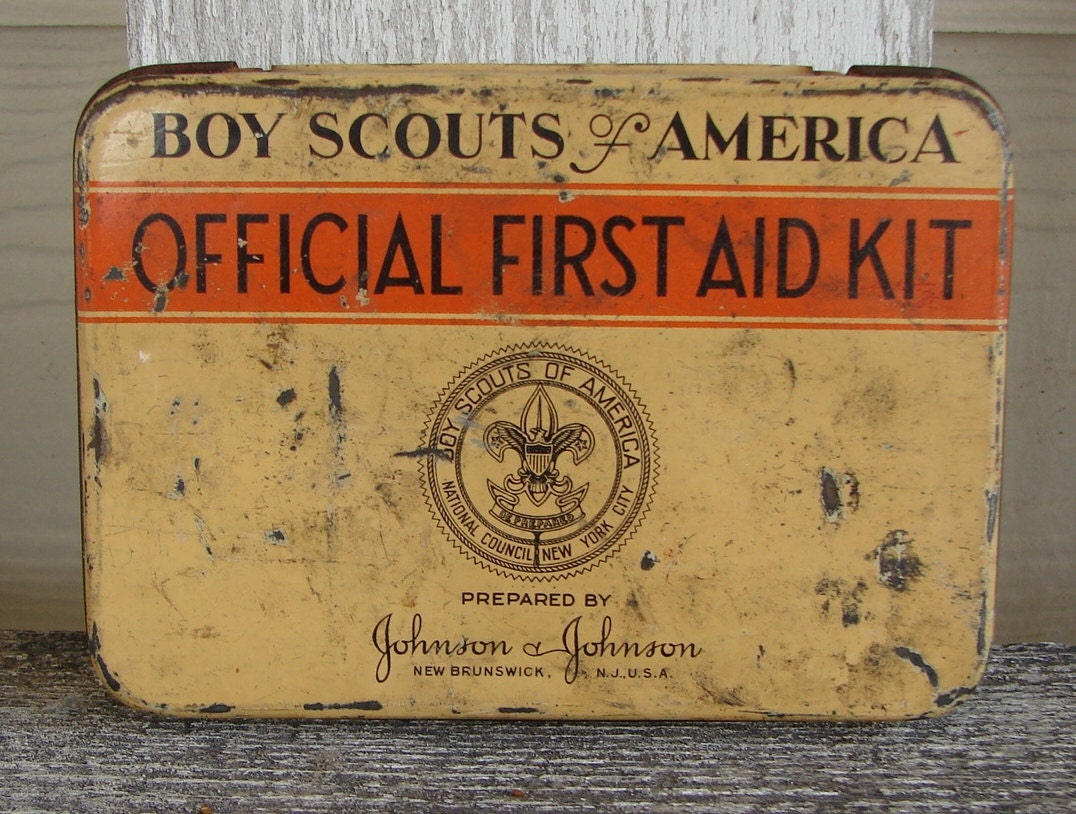 BOY SCOUTS of AMERICA
OFFICIAL FIRST AID KIT
BOY SCOUTS OF AMERICA
BE PREPARED
NATIONAL COUNCIL NEW YORK CITY
PREPARED BY
Johnson & Johnson
NEW BRUNSWICK, N.J., U.S.A.